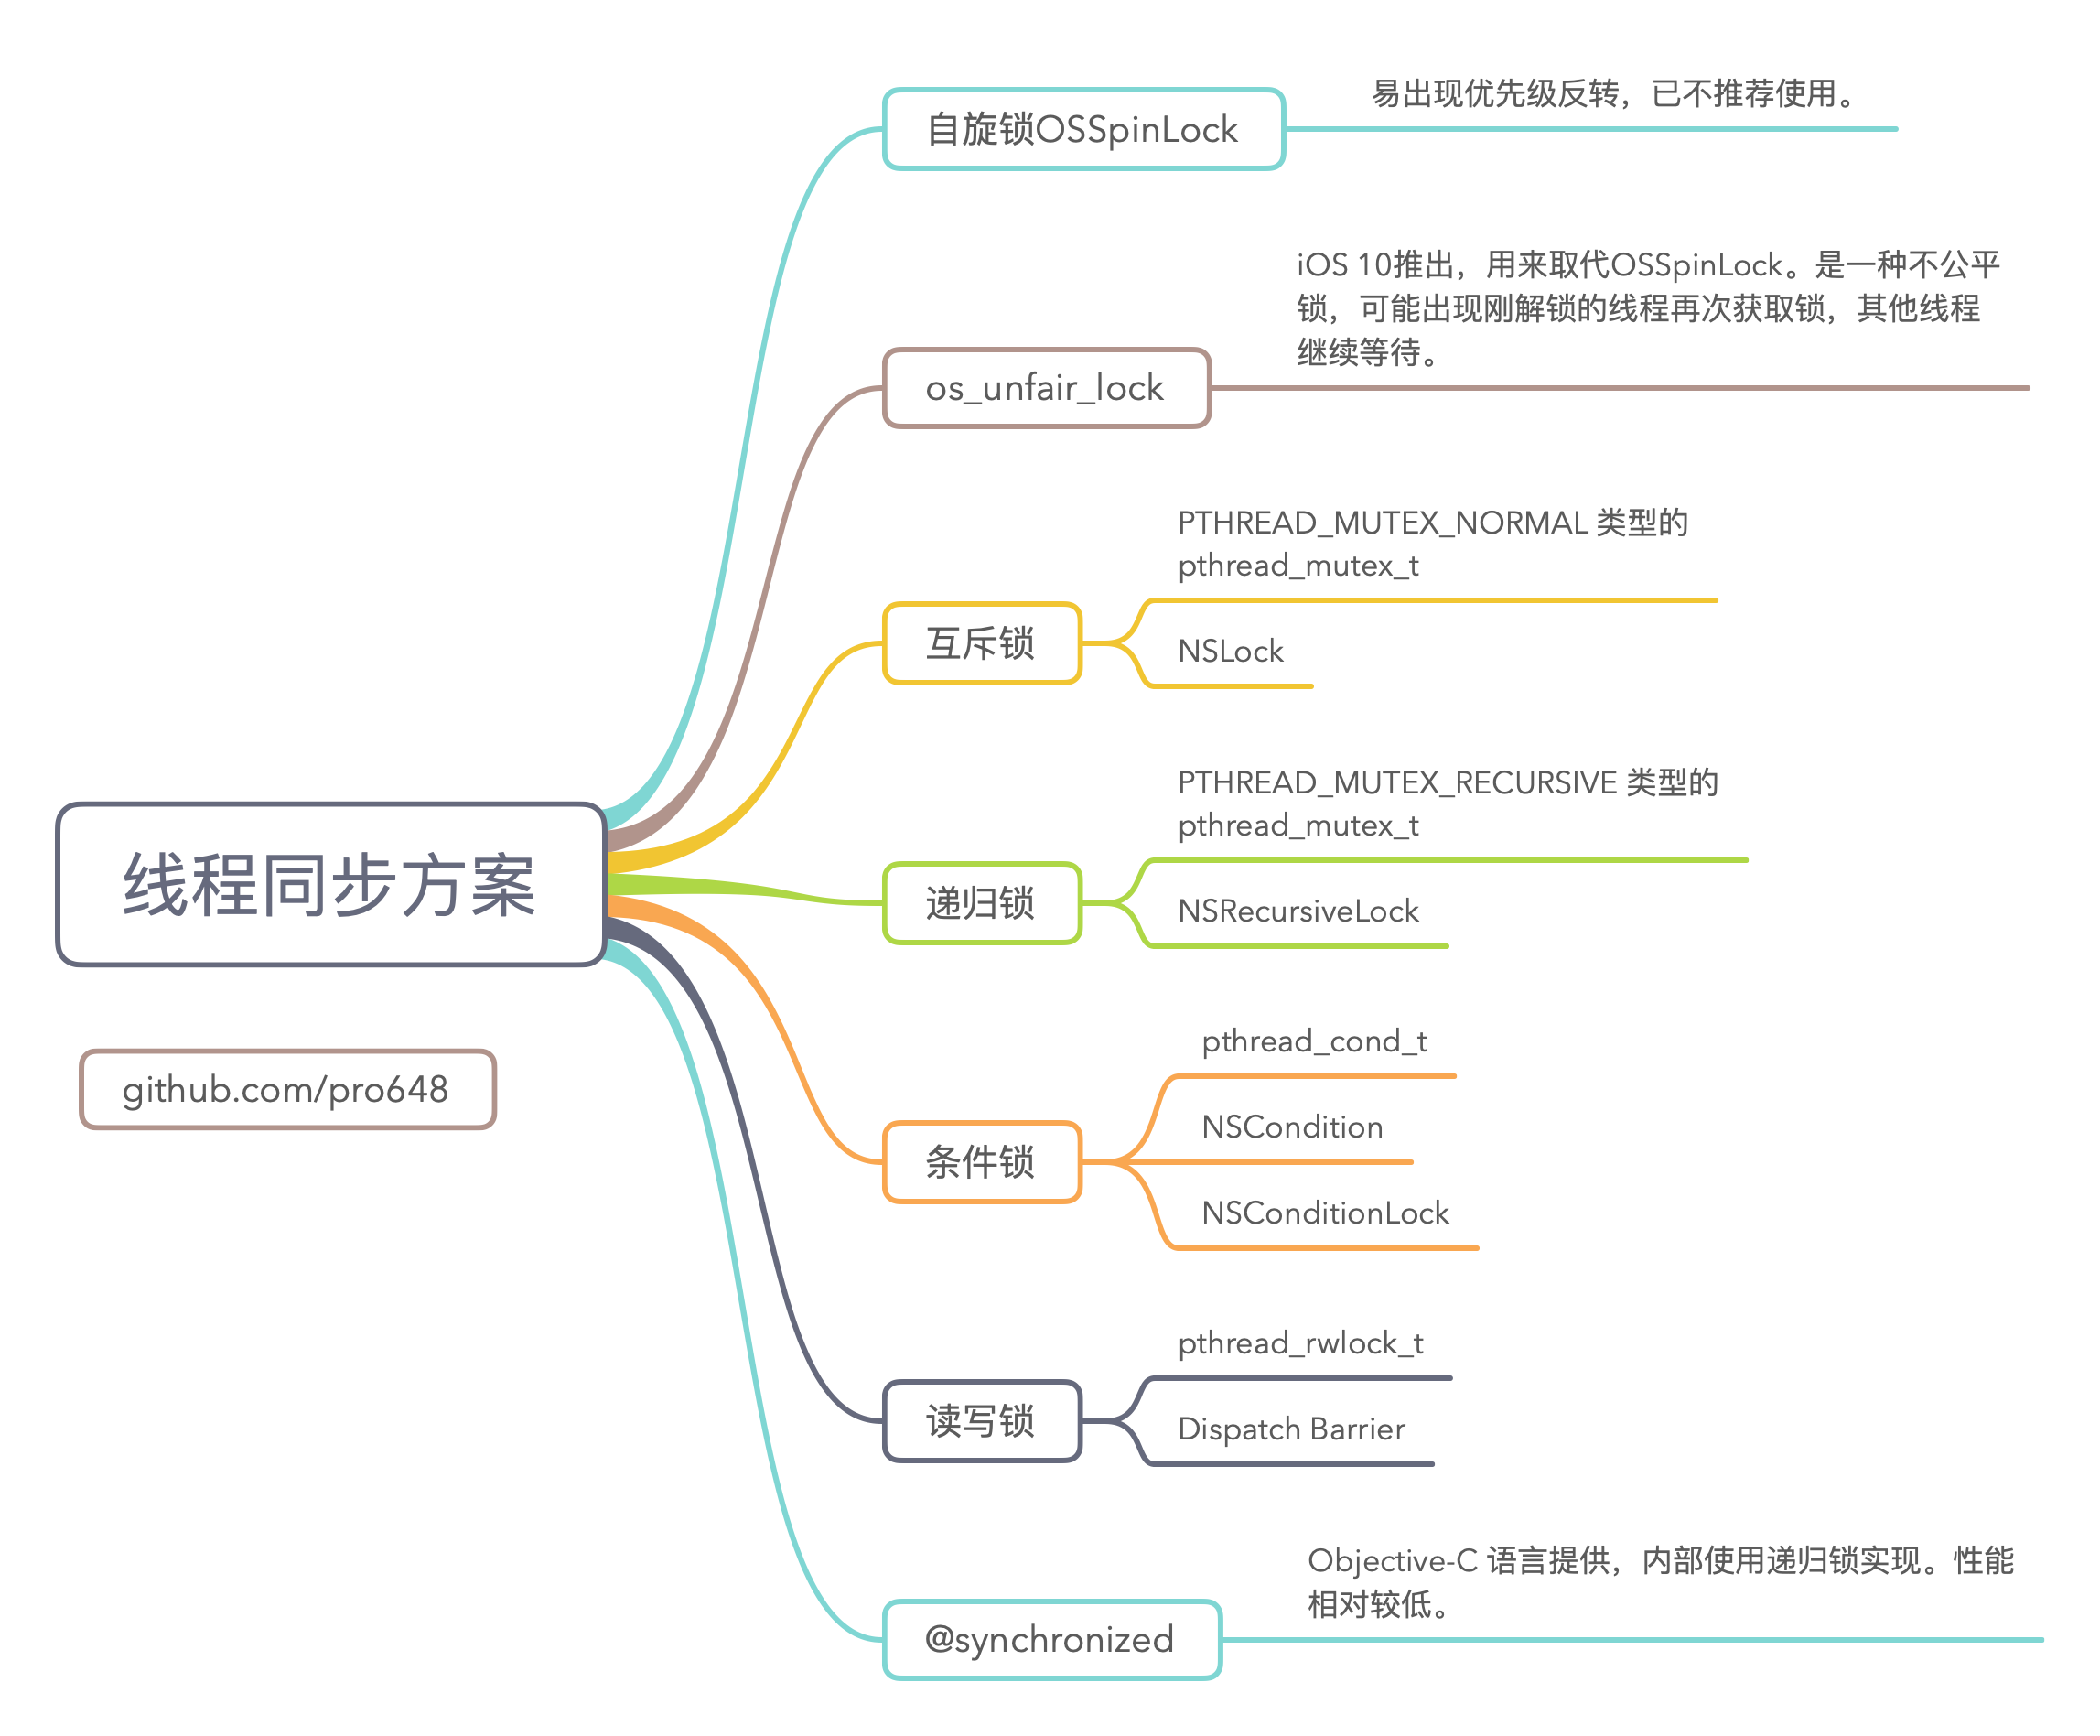 自旋锁OSSpinLock
易出现优先级反转，已不推荐使用。
os_unfair_lock
iOS 10推出，用来取代OSSpinLock。是一种不公平
锁，可能出现刚解锁的线程再次获取锁，其他线程
继续等待。
互斥锁
PTHREAD_MUTEX_NORMAL 类型的
pthread_mutex_t
NSLock
线程同步方案
递归锁
PTHREAD_MUTEX_RECURSIVE 类型的
pthread_mutex_t
NSRecursiveLock
github.com/pro648
条件锁
pthread_cond_t
NSCondition
NSConditionLock
读写锁
pthread_rwlock_t
Dispatch Barrier
@synchronized
Objective-C 语言提供，内部使用递归锁实现。性能
相对较低。